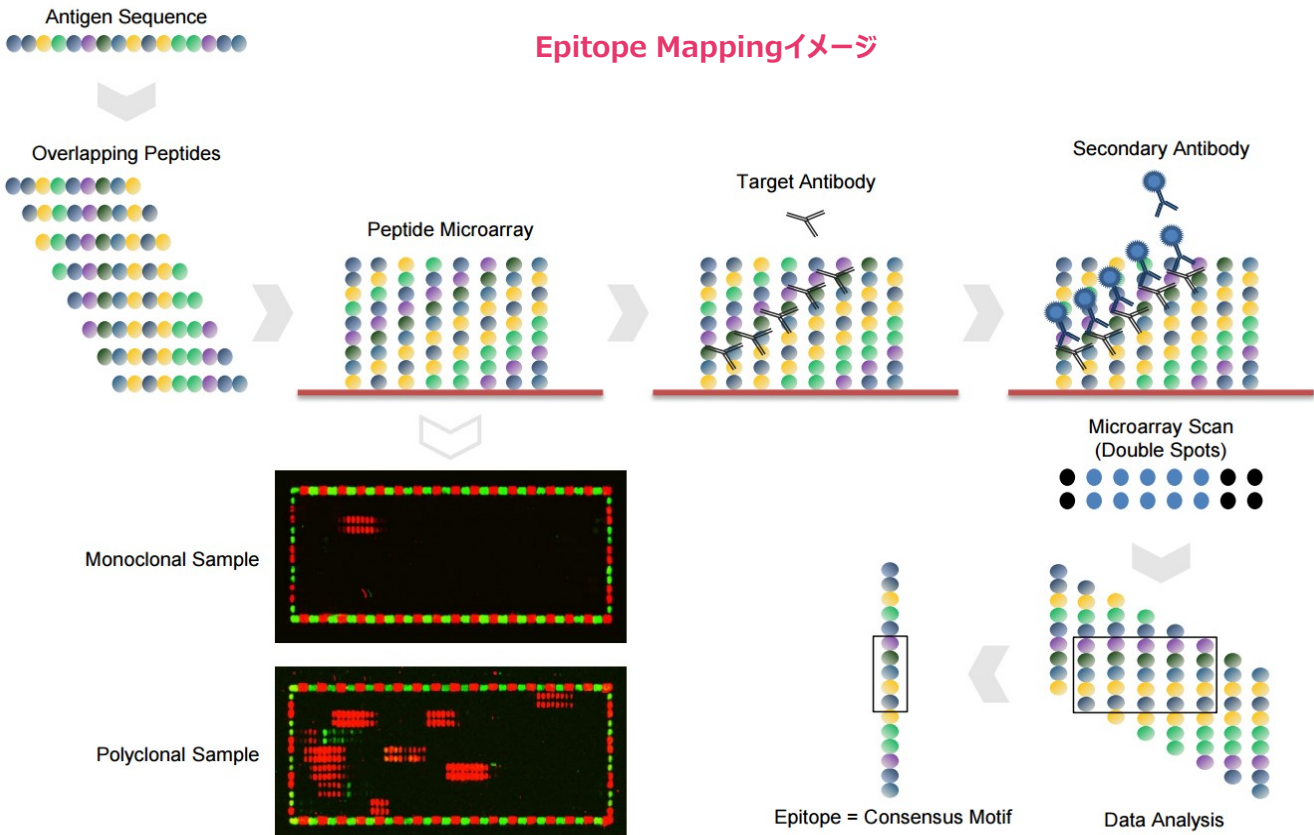 Antigen Sequence
Epitope Mappingイメージ
Overlapping Peptides
Peptide Microarray
Target Antibody
Secondary Antibody
Microarray Scan
(Double Spots)
Monoclonal Sample
Polyclonal Sample
Epitope = Consensus Motif
Data Analysis